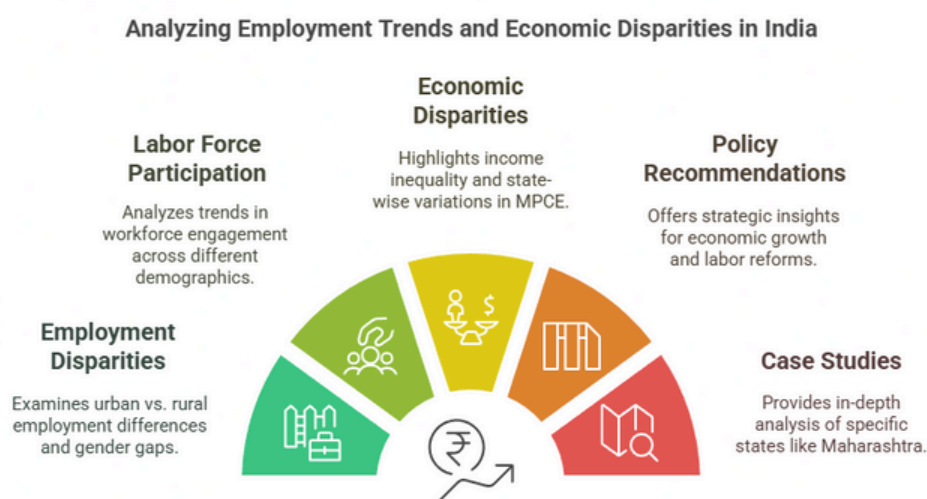 Analyzing Employment Trends and Economic Disparities in India
Employment
Disparities
Examines urban vs. rural
employment differences
and gender gaps.
Labor Force
Participation
Analyzes trends in
workforce engagement
across different
demographics.
Economic
Disparities
Highlights income
inequality and state-
wise variations in MPCE.
Policy
Recommendations
Offers strategic insights
for economic growth
and labor reforms.
Case Studies
Provides in-depth
analysis of specific
states like Maharashtra.
$
₹